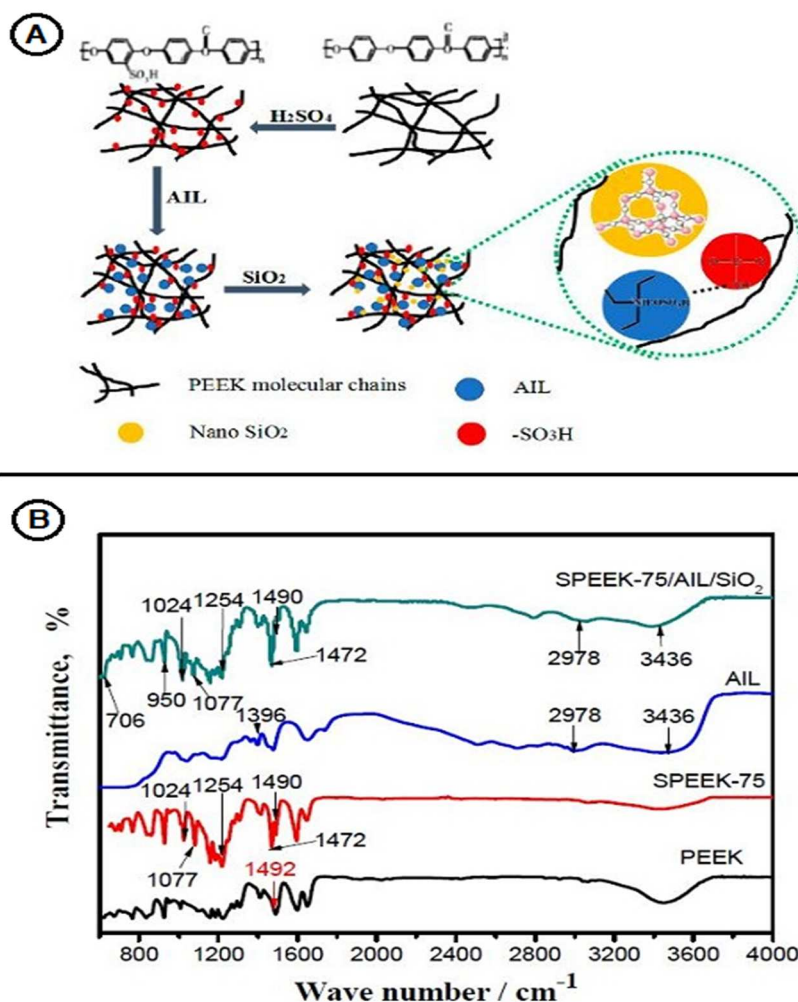 A
C
C
O
O
n
O
O
n
SO3H
H2SO4
AIL
SiO2
PEEK molecular chains
AIL
Nano SiO2
-SO3H
B
SPEEK-75/AIL/SiO2
1024
1254
1490
1472
2978
3436
706
950
1077
1396
AIL
2978
3436
SPEEK-75
1024
1254
1490
1472
1077
1492
PEEK
Transmittance, %
800
1200
1600
2000
2400
2800
3200
3600
4000
Wave number / cm-1